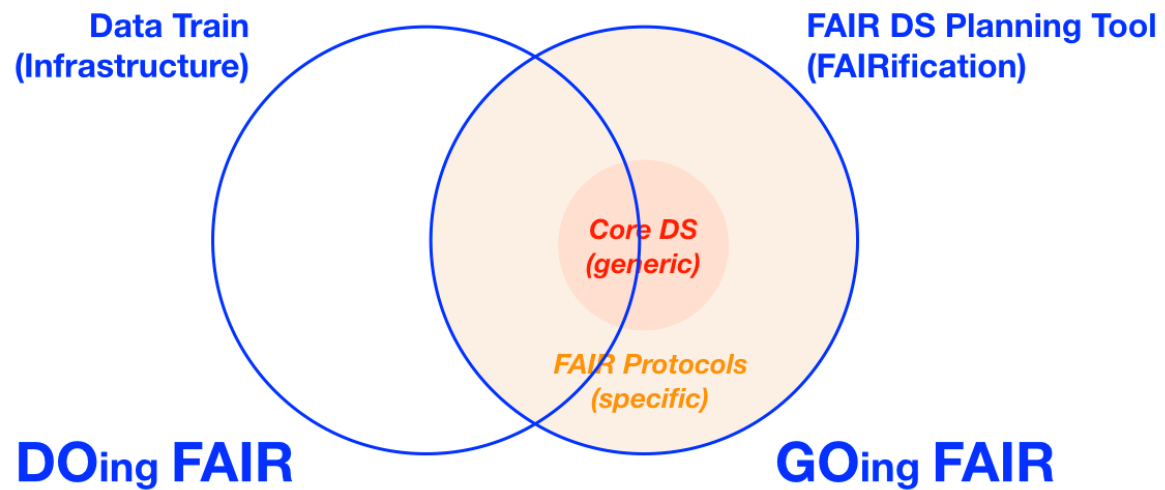 Data Train
(Infrastructure)
FAIR DS Planning Tool
(FAIRification)
Core DS
(generic)
FAIR Protocols
(specific)
DOing FAIR
GOing FAIR